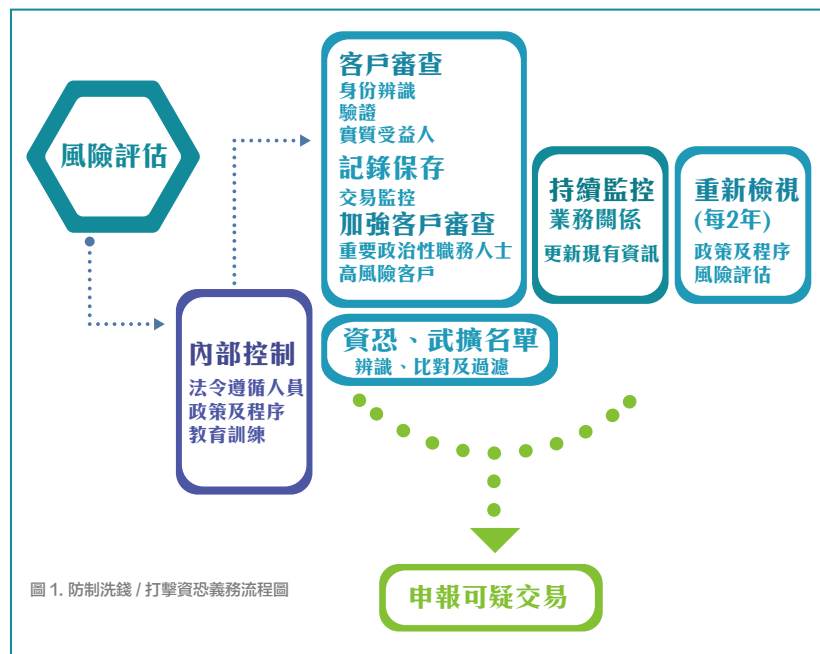 風險評估
內部控制
法令遵循人員
政策及程序
教育訓練
客戶審查
身份辨識
驗證
實質受益人
記錄保存
交易監控
加強客戶審查
重要政治性職務人士
高風險客戶
資恐、武擴名單
辨識、比對及過濾
持續監控
業務關係
更新現有資訊
重新檢視
(每2年)
政策及程序
風險評估
申報可疑交易
圖 1. 防制洗錢 / 打擊資恐義務流程圖